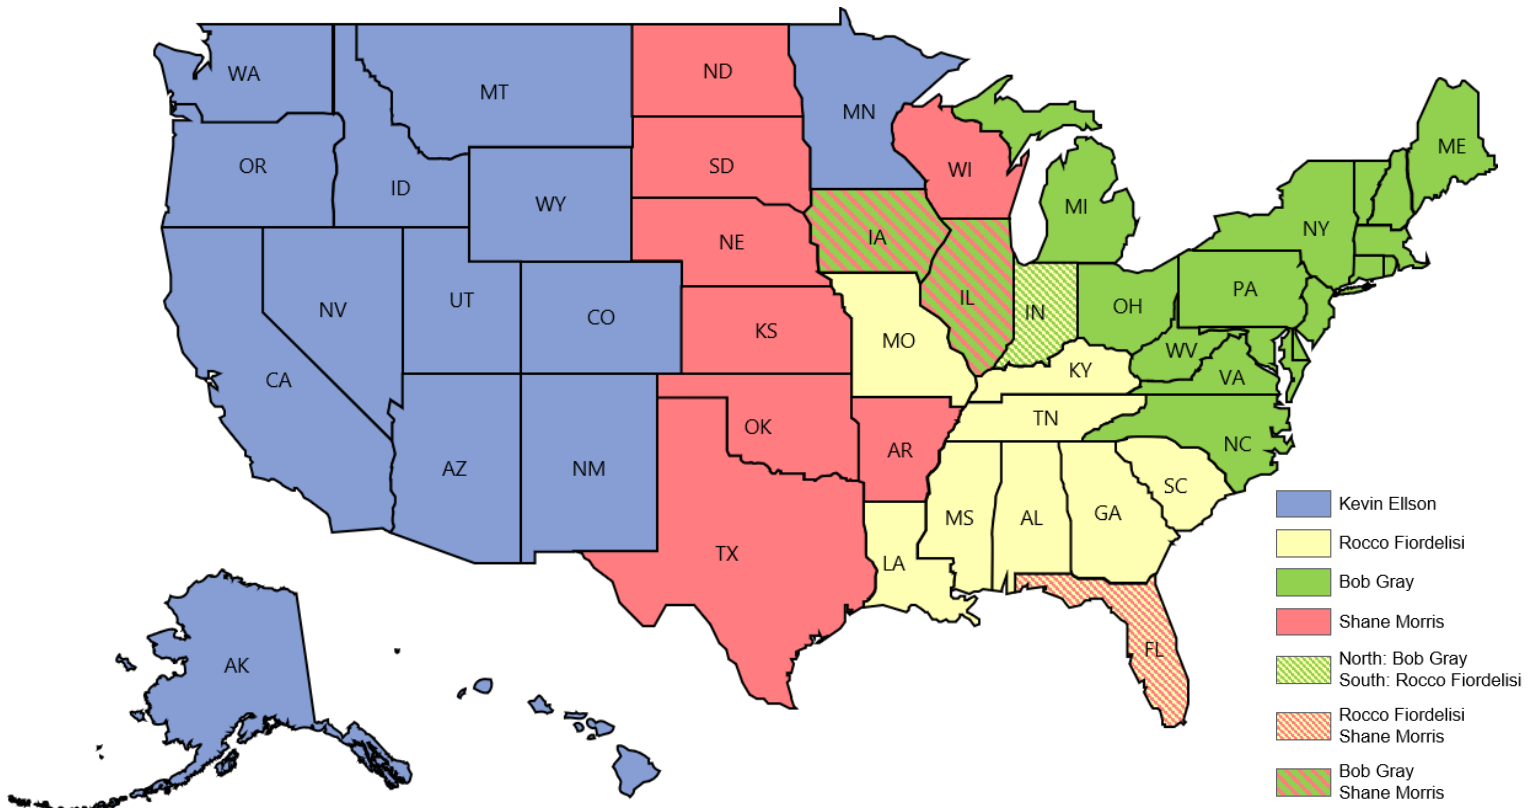 WA
MT
ND
MN
ME
OR
ID
SD
WI
WY
MI
NY
NE
IA
NV
UT
CO
KS
IL
IN
OH
PA
MO
WV
CA
KY
VA
TN
OK
AR
NC
AZ
NM
MS
AL
GA
SC
TX
LA
FL
AK
Kevin Ellson
Rocco Fiordelisi
Bob Gray
Shane Morris
North: Bob Gray
South: Rocco Fiordelisi
Rocco Fiordelisi
Shane Morris
Bob Gray
Shane Morris